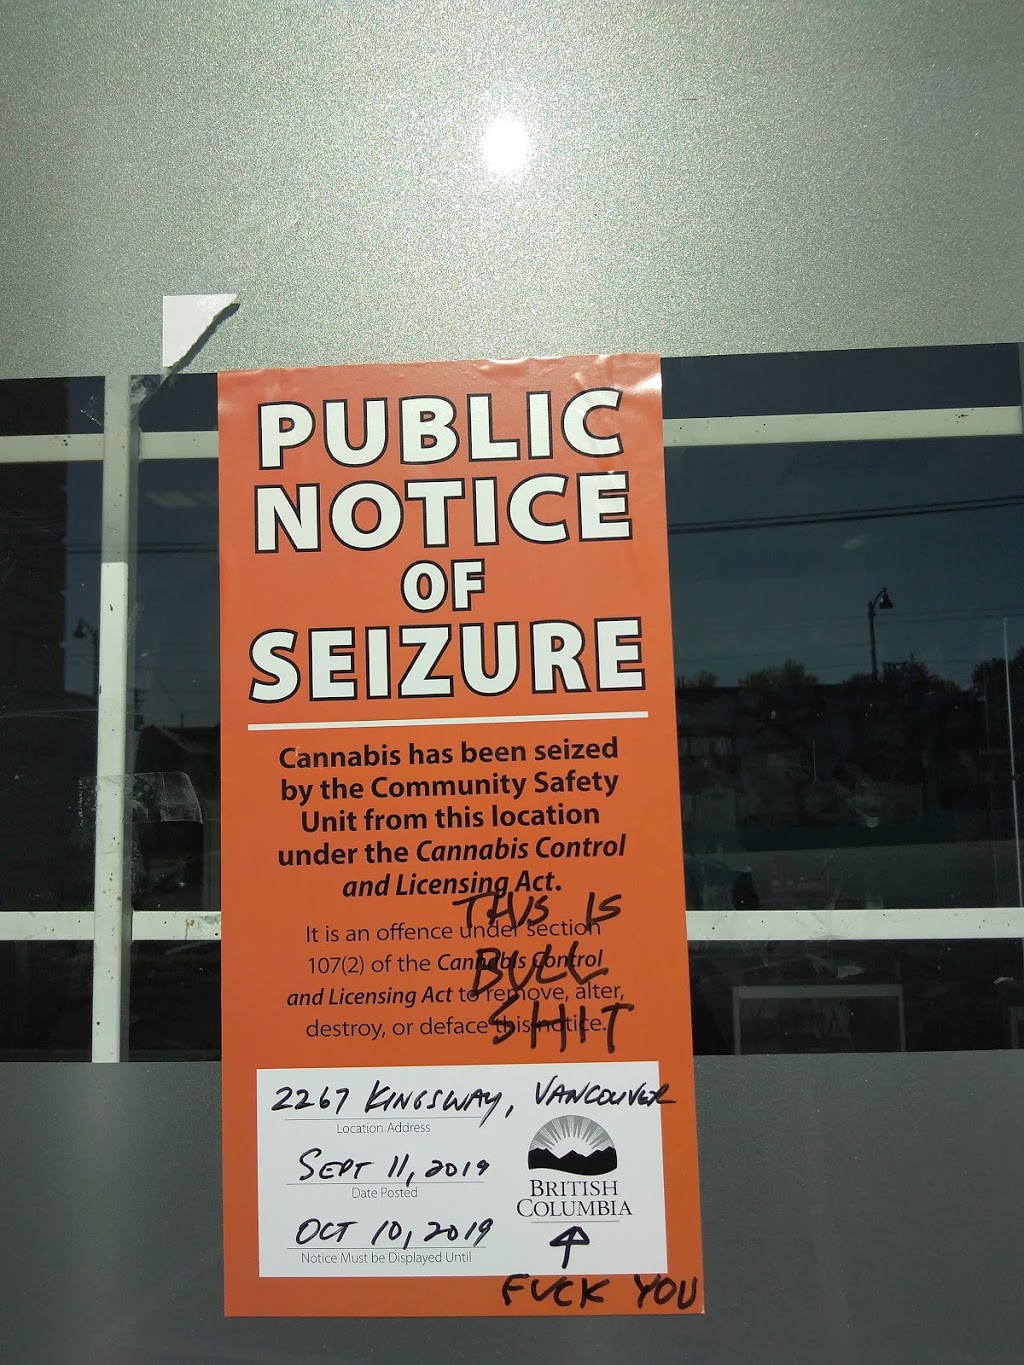 PUBLIC
NOTICE
OF
SEIZURE
Cannabis has been seized
by the Community Safety
Unit from this location
under the Cannabis Control
and Licensing Act.
THIS IS
It is an offence under section
107(2) of the Cannabis Control
BULL
and Licensing Act to remove, alter,
destroy, or deface this notice.
SHIT
2267 KINGSWAY, VANCOUVER
Location Address
SEPT 11, 2019
Date Posted
OCT 10, 2019
Notice Must be Displayed Until
BRITISH
COLUMBIA
FUCK YOU